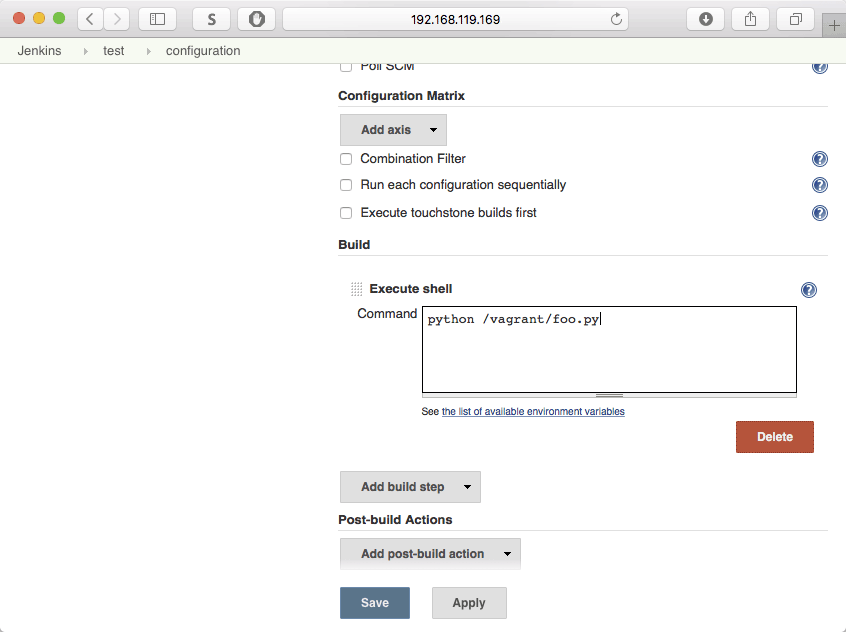 S
192.168.119.169
Jenkins test configuration
Poll SCM
Configuration Matrix
Add axis
Combination Filter
Run each configuration sequentially
Execute touchstone builds first
Build
Execute shell
Command
python /vagrant/foo.py
See the list of available environment variables
Delete
Add build step
Post-build Actions
Add post-build action
Save Apply